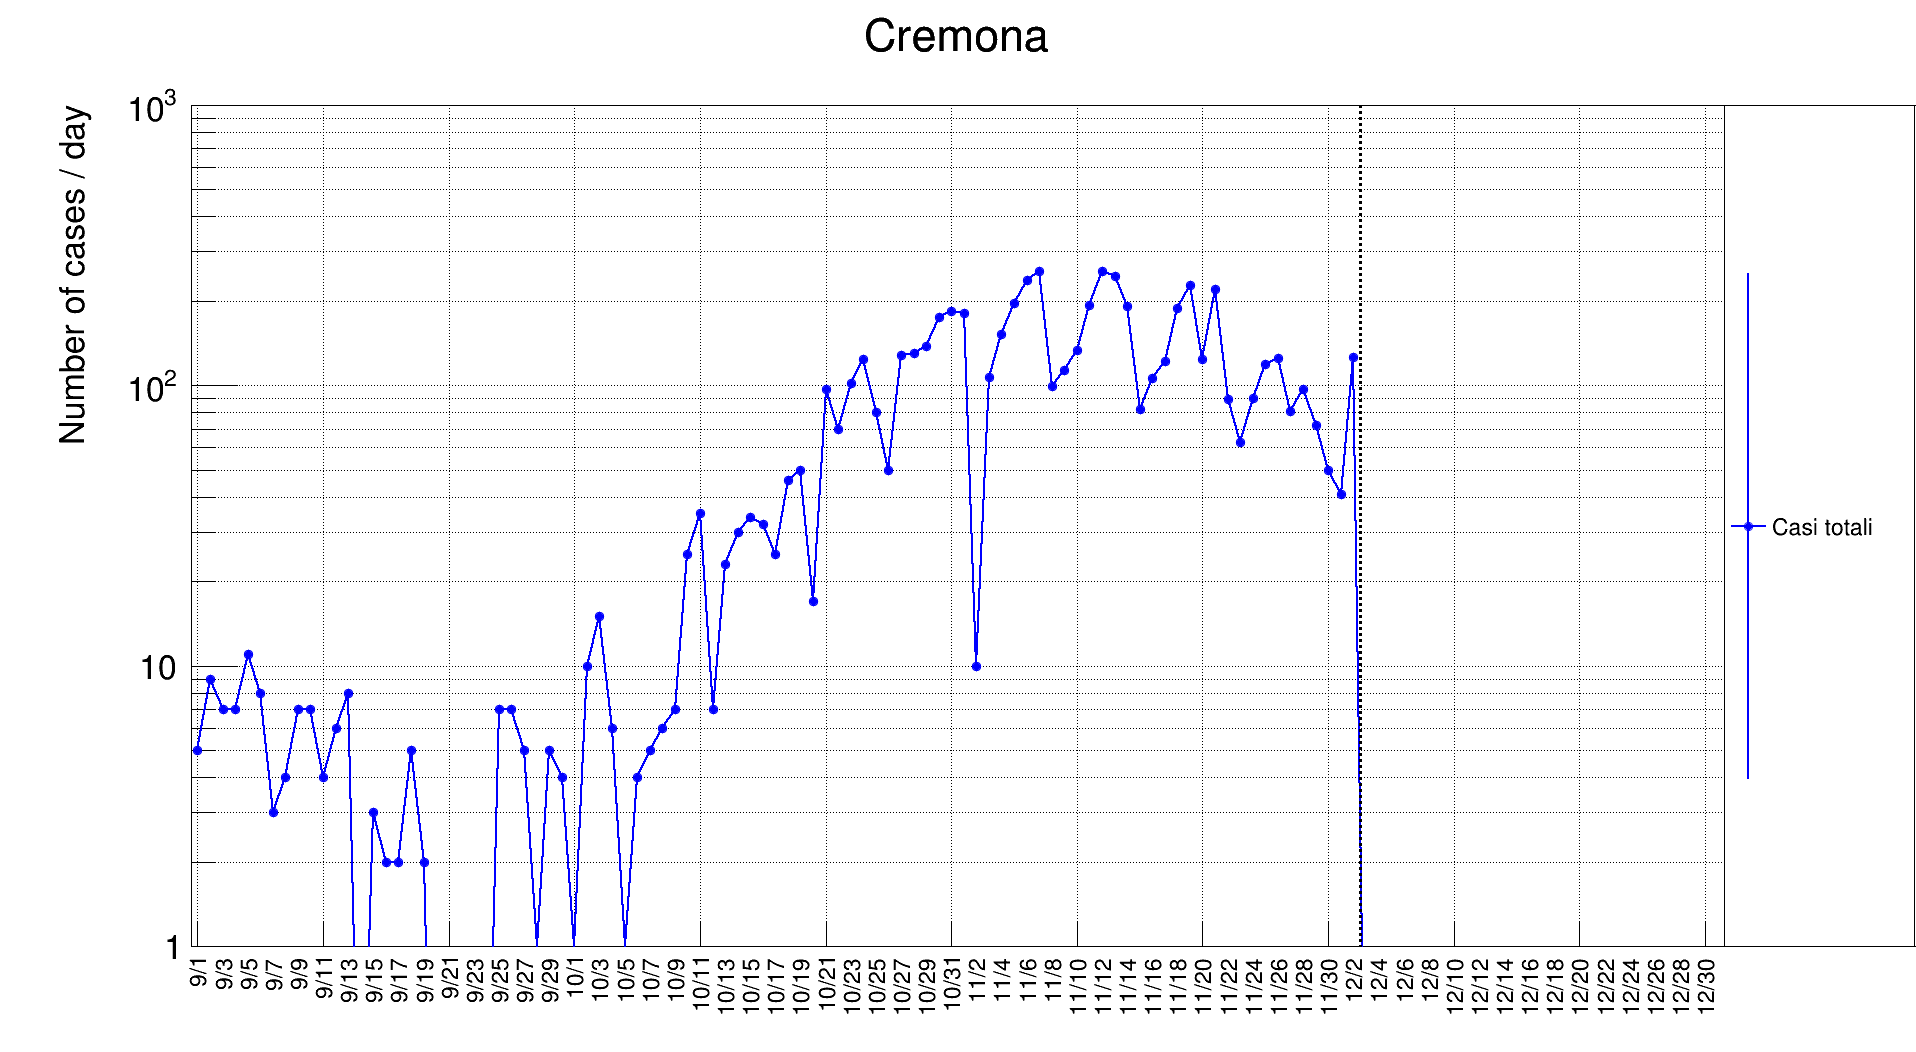 Cremona
Number of cases / day
10³
10²
10
1
9/1 9/3 9/5 9/7 9/9 9/11 9/13 9/15 9/17 9/19 9/21 9/23 9/25 9/27 9/29 10/1 10/3 10/5 10/7 10/9 10/11 10/13 10/15 10/17 10/19 10/21 10/23 10/25 10/27 10/29 10/31 11/2 11/4 11/6 11/8 11/10 11/12 11/14 11/16 11/18 11/20 11/22 11/24 11/26 11/28 11/30 12/2 12/4 12/6 12/8 12/10 12/12 12/14 12/16 12/18 12/20 12/22 12/24 12/26 12/28 12/30
Casi totali